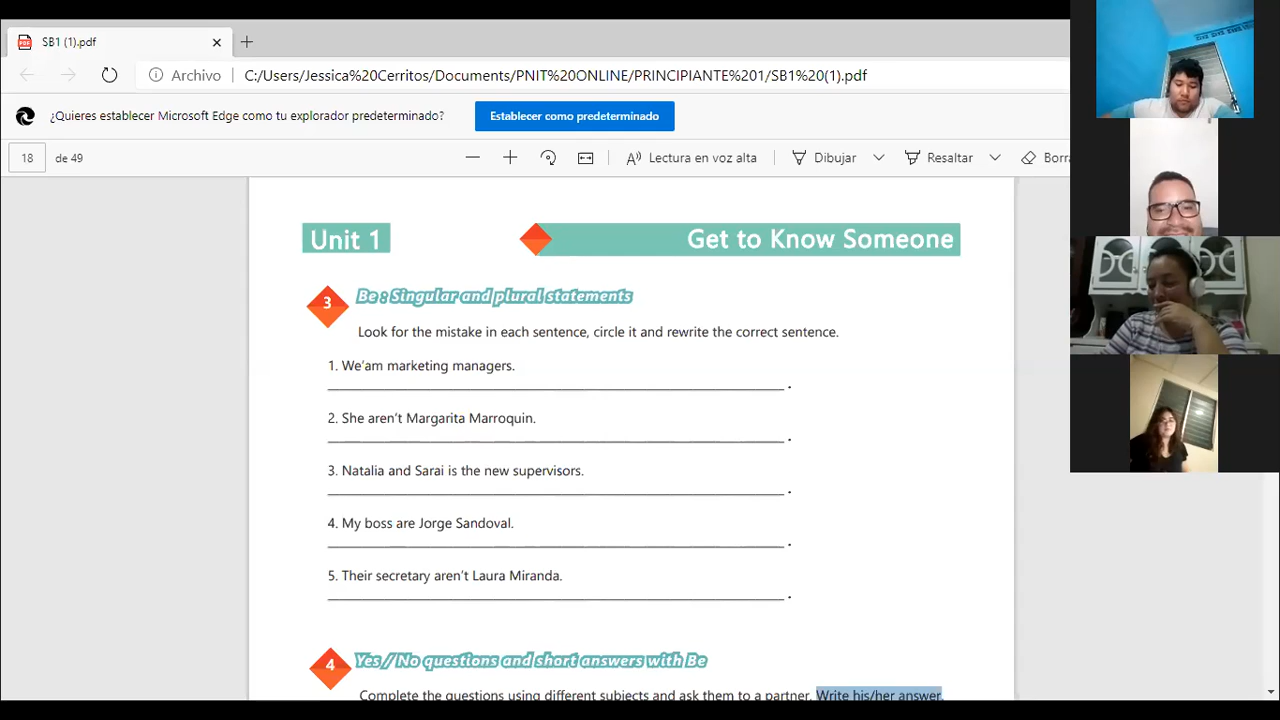 SB1 (1).pdf
Archivo
C:/Users/Jessica%20Cerritos/Documents/PNIT%20ONLINE/PRINCIPIANTE%201/SB1%20(1).pdf
¿Quieres establecer Microsoft Edge como tu explorador predeterminado?
Establecer como predeterminado
18
de 49
Lectura en voz alta
Dibujar
Resaltar
Borra
Unit 1
Get to Know Someone
3
Be : Singular and plural statements
Look for the mistake in each sentence, circle it and rewrite the correct sentence.
1. We'am marketing managers.
2. She aren't Margarita Marroquin.
3. Natalia and Sarai is the new supervisors.
4. My boss are Jorge Sandoval.
5. Their secretary aren't Laura Miranda.
4
Yes / No questions and short answers with Be
Complete the questions using different subjects and ask them to a partner. Write his/her answer.